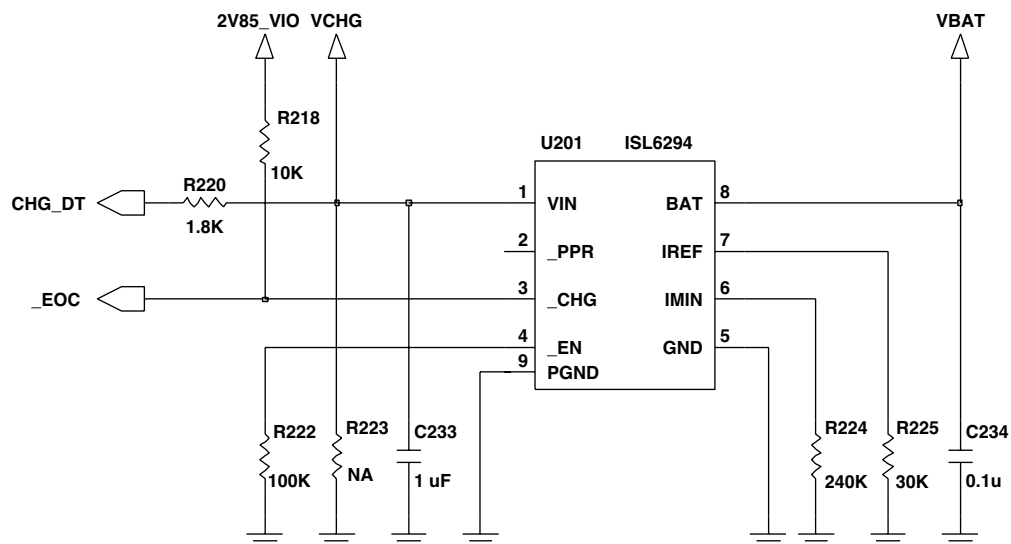 2V85_VIO VCHG VBAT
R218
10K
U201 ISL6294
CHG_DT R220
1.8K
1 VIN BAT 8
2 _PPR IREF 7
_EOC 3 _CHG IMIN 6
4 _EN GND 5
9 PGND
R222 R223 C233 R224 R225 C234
100K NA 1 uF 240K 30K 0.1u